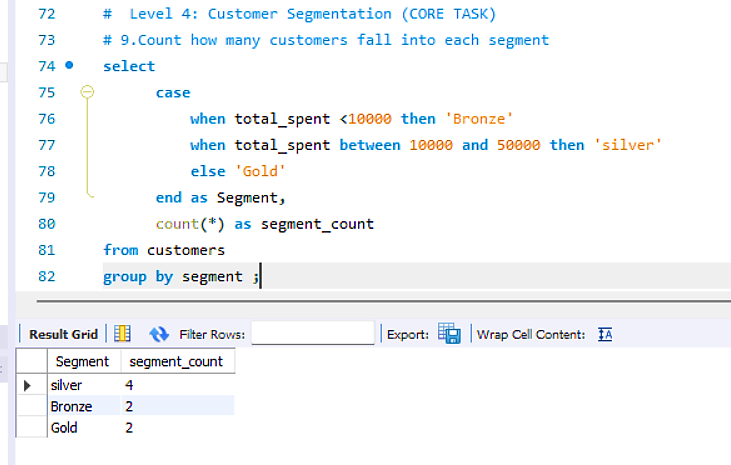 72 #  Level 4: Customer Segmentation (CORE TASK)
73 # 9.Count how many customers fall into each segment
74 select
75 case
76 when total_spent <10000 then 'Bronze'
77 when total_spent between 10000 and 50000 then 'silver'
78 else 'Gold'
79 end as Segment,
80 count(*) as segment_count
81 from customers
82 group by segment ;
Result Grid Filter Rows: Export: Wrap Cell Content: IA
Segment segment_count
silver 4
Bronze 2
Gold 2